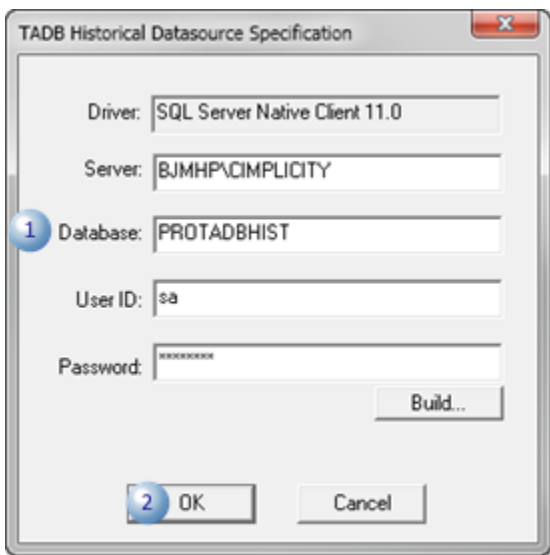 TADB Historical Datasource Specification
Driver: SQL Server Native Client 11.0
Server: BJMHP\CIMPLICITY
1 Database: PROTADBHIST
User ID: sa
Password: ********
Build...
2 OK Cancel